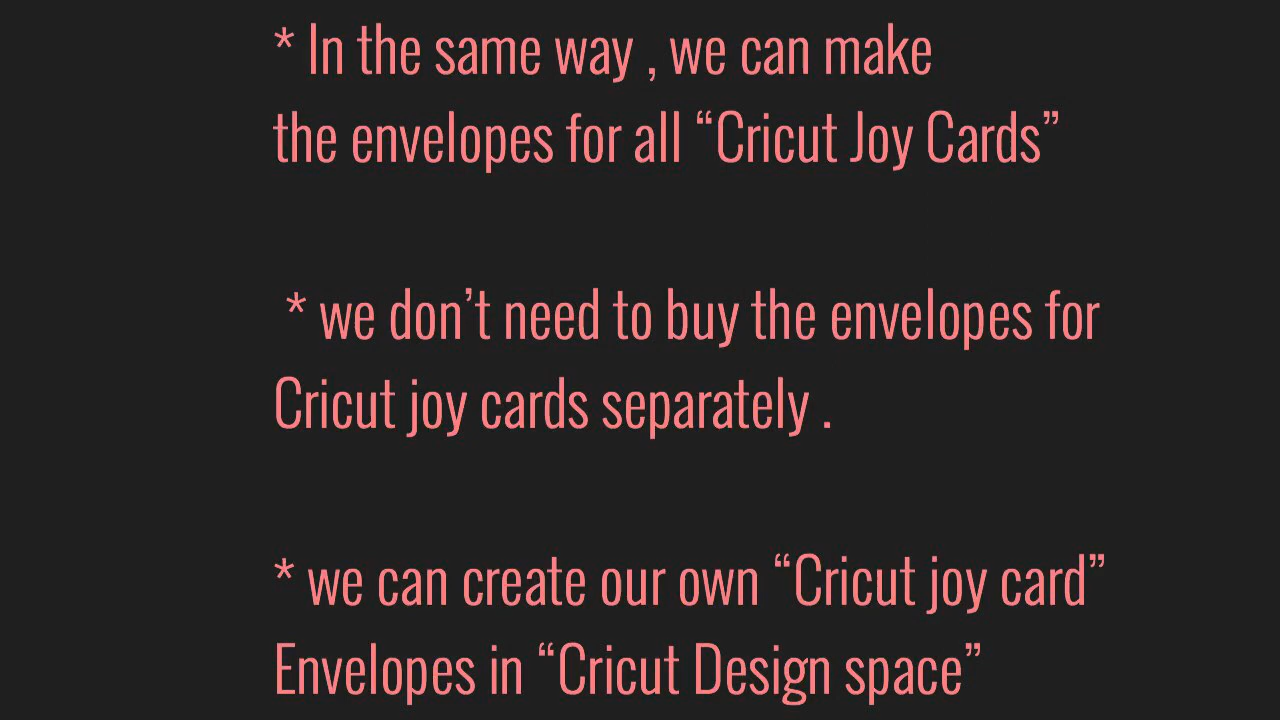 * In the same way , we can make
the envelopes for all “Cricut Joy Cards”
* we don’t need to buy the envelopes for
Cricut joy cards separately .
* we can create our own “Cricut joy card”
Envelopes in “Cricut Design space”